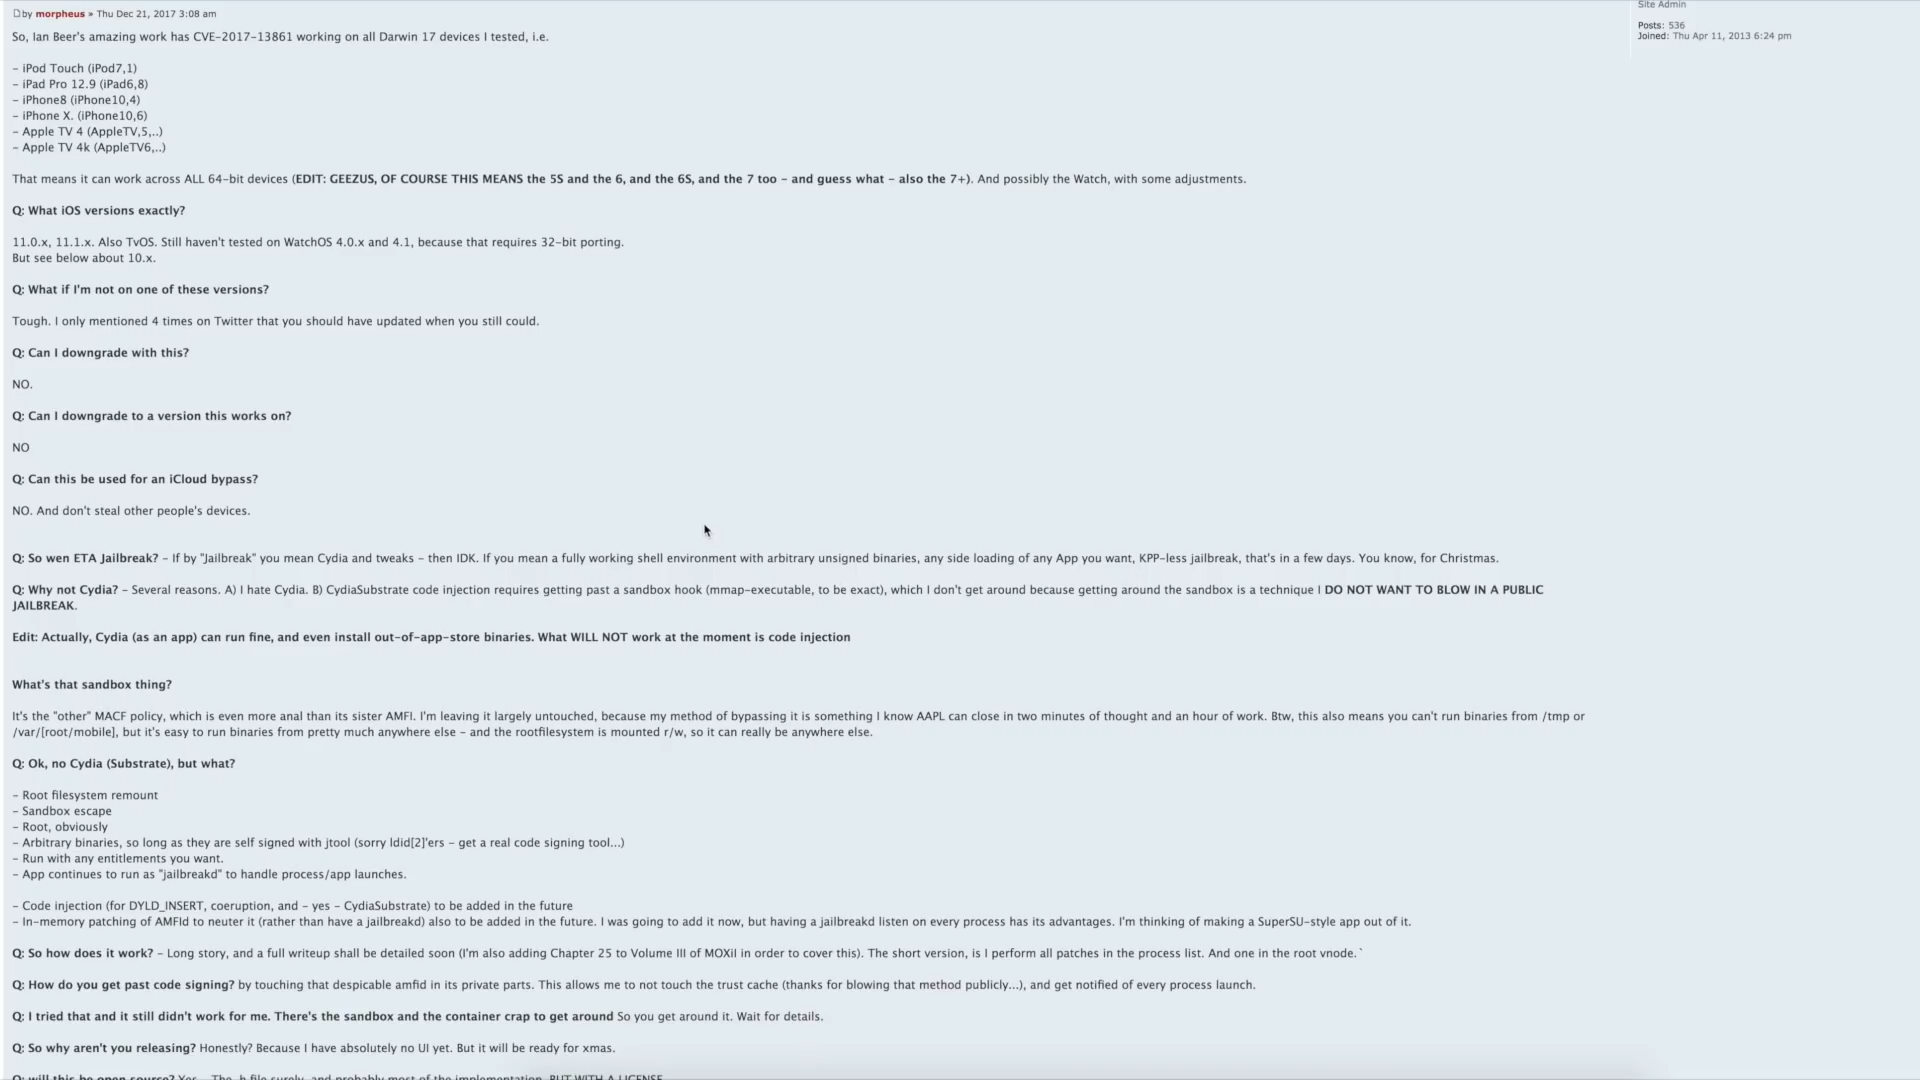 by morpheus » Thu Dec 21, 2017 3:08 am
Site Admin
Posts: 536
Joined: Thu Apr 11, 2013 6:24 pm
So, Ian Beer's amazing work has CVE-2017-13861 working on all Darwin 17 devices I tested, i.e.
- iPod Touch (iPod7,1)
- iPad Pro 12.9 (iPad6,8)
- iPhone8 (iPhone10,4)
- iPhone X. (iPhone10,6)
- Apple TV 4 (AppleTV,5,..)
- Apple TV 4k (AppleTV6,..)
That means it can work across ALL 64-bit devices (EDIT: GEEZUS, OF COURSE THIS MEANS the 5S and the 6, and the 6S, and the 7 too - and guess what - also the 7+). And possibly the Watch, with some adjustments.
Q: What iOS versions exactly?
11.0.x, 11.1.x. Also TvOS. Still haven't tested on WatchOS 4.0.x and 4.1, because that requires 32-bit porting.
But see below about 10.x.
Q: What if I'm not on one of these versions?
Tough. I only mentioned 4 times on Twitter that you should have updated when you still could.
Q: Can I downgrade with this?
NO.
Q: Can I downgrade to a version this works on?
NO
Q: Can this be used for an iCloud bypass?
NO. And don't steal other people's devices.
Q: So wen ETA Jailbreak? - If by "Jailbreak" you mean Cydia and tweaks - then IDK. If you mean a fully working shell environment with arbitrary unsigned binaries, any side loading of any App you want, KPP-less jailbreak, that's in a few days. You know, for Christmas.
Q: Why not Cydia? - Several reasons. A) I hate Cydia. B) CydiaSubstrate code injection requires getting past a sandbox hook (mmap-executable, to be exact), which I don't get around because getting around the sandbox is a technique I DO NOT WANT TO BLOW IN A PUBLIC
JAILBREAK.
Edit: Actually, Cydia (as an app) can run fine, and even install out-of-app-store binaries. What WILL NOT work at the moment is code injection
What's that sandbox thing?
It's the "other" MACF policy, which is even more anal than its sister AMFI. I'm leaving it largely untouched, because my method of bypassing it is something I know AAPL can close in two minutes of thought and an hour of work. Btw, this also means you can't run binaries from /tmp or
/var/[root/mobile], but it's easy to run binaries from pretty much anywhere else - and the rootfilesystem is mounted r/w, so it can really be anywhere else.
Q: Ok, no Cydia (Substrate), but what?
- Root filesystem remount
- Sandbox escape
- Root, obviously
- Arbitrary binaries, so long as they are self signed with jtool (sorry ldid[2]'ers - get a real code signing tool...)
- Run with any entitlements you want.
- App continues to run as "jailbreakd" to handle process/app launches.
- Code injection (for DYLD_INSERT, coeruption, and - yes - CydiaSubstrate) to be added in the future
- In-memory patching of AMFId to neuter it (rather than have a jailbreakd) also to be added in the future. I was going to add it now, but having a jailbreakd listen on every process has its advantages. I'm thinking of making a SuperSU-style app out of it.
Q: So how does it work? - Long story, and a full writeup shall be detailed soon (I'm also adding Chapter 25 to Volume III of MOXiI in order to cover this). The short version, is I perform all patches in the process list. And one in the root vnode.`
Q: How do you get past code signing? by touching that despicable amfid in its private parts. This allows me to not touch the trust cache (thanks for blowing that method publicly...), and get notified of every process launch.
Q: I tried that and it still didn't work for me. There's the sandbox and the container crap to get around So you get around it. Wait for details.
Q: So why aren't you releasing? Honestly? Because I have absolutely no UI yet. But it will be ready for xmas.
Q: will this be open source? Yes - The .h file surely, and probably most of the implementation, BUT WITH A LICENSE